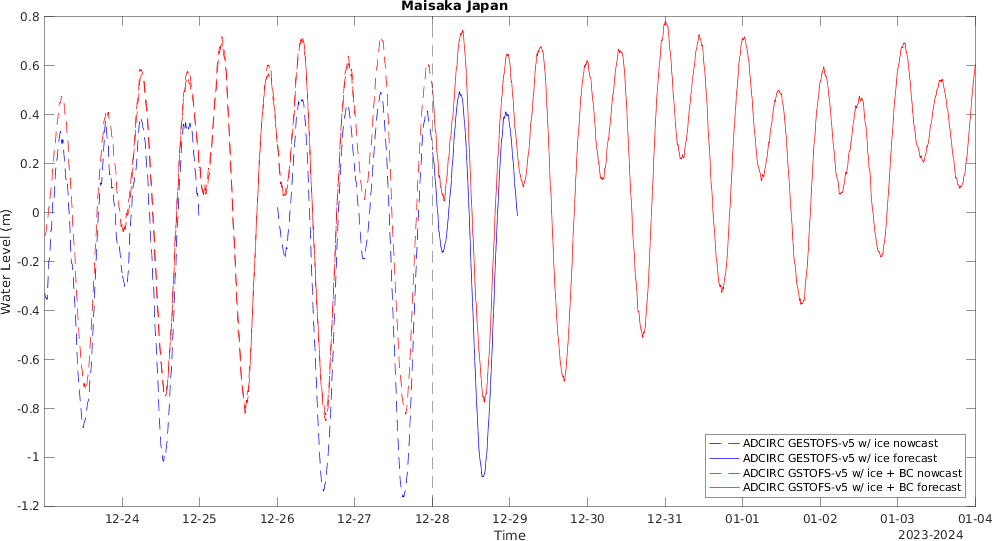 Maisaka Japan
0.8
0.6
0.4
0.2
0
-0.2
-0.4
-0.6
-0.8
-1
-1.2
Water Level (m)
12-24 12-25 12-26 12-27 12-28 12-29 12-30 12-31 01-01 01-02 01-03 01-04
Time
2023-2024
ADCIRC GESTOFS-v5 w/ ice nowcast
ADCIRC GESTOFS-v5 w/ ice forecast
ADCIRC GSTOFS-v5 w/ ice + BC nowcast
ADCIRC GSTOFS-v5 w/ ice + BC forecast